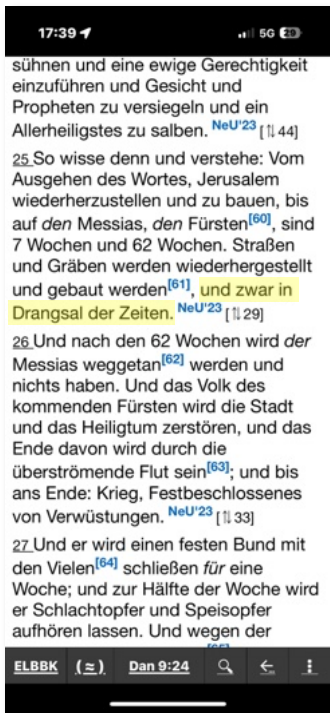 17:39 5G
sühnen und eine ewige Gerechtigkeit
einzuführen und Gesicht und
Propheten zu versiegeln und ein
Allerheiligstes zu salben. NeU'23 [⇅44]
25 So wisse denn und verstehe: Vom
Ausgehen des Wortes, Jerusalem
wiederherzustellen und zu bauen, bis
auf den Messias, den Fürsten[60], sind
7 Wochen und 62 Wochen. Straßen
und Gräben werden wiederhergestellt
und gebaut werden[61], und zwar in
Drangsal der Zeiten. NeU'23 [⇅29]
26 Und nach den 62 Wochen wird der
Messias weggetan[62] werden und
nichts haben. Und das Volk des
kommenden Fürsten wird die Stadt
und das Heiligtum zerstören, und das
Ende davon wird durch die
überströmende Flut sein[63]; und bis
ans Ende: Krieg, Festbeschlossenes
von Verwüstungen. NeU'23 [⇅33]
27 Und er wird einen festen Bund mit
den Vielen[64] schließen für eine
Woche; und zur Hälfte der Woche wird
er Schlachtopfer und Speisopfer
aufhören lassen. Und wegen der
ELBBK (≈) Dan 9:24